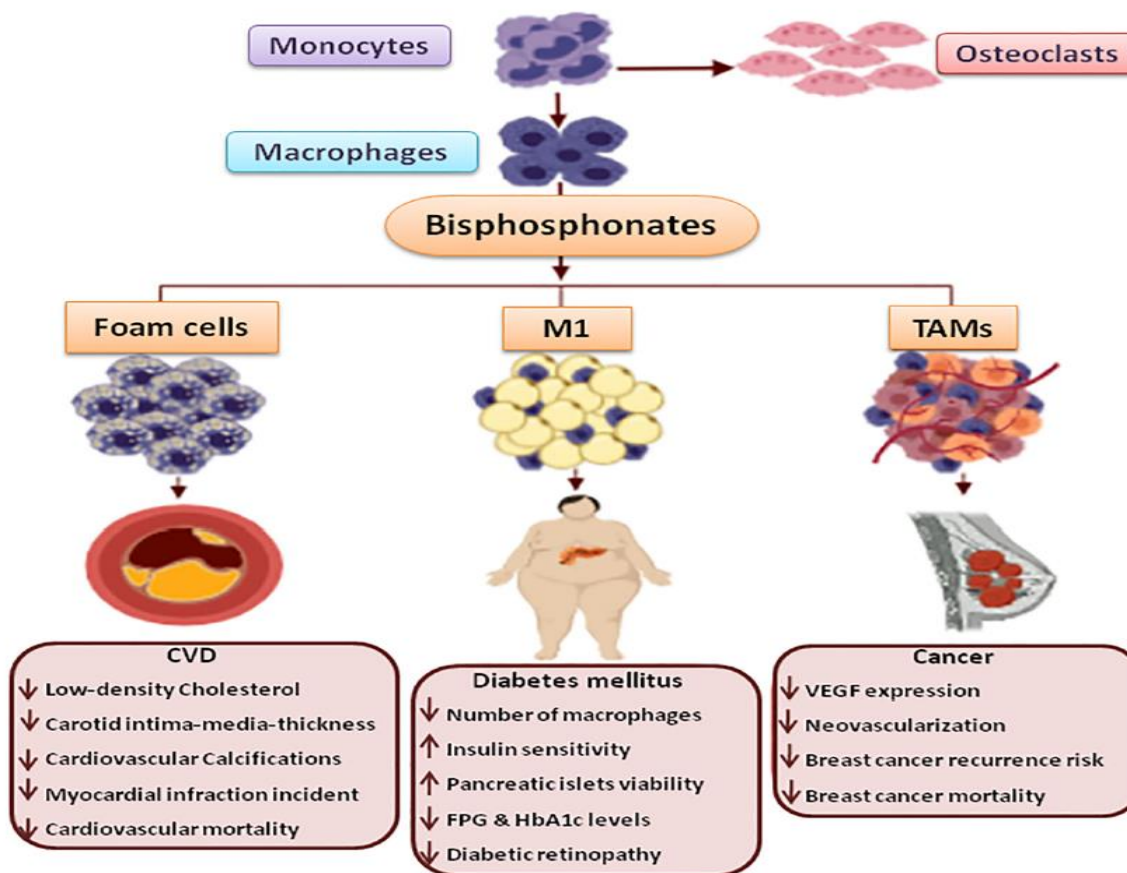 Monocytes
Osteoclasts
Macrophages
Bisphosphonates
Foam cells
M1
TAMs
CVD
↓ Low-density Cholesterol
↓ Carotid intima-media-thickness
↓ Cardiovascular Calcifications
↓ Myocardial infraction incident
↓ Cardiovascular mortality
Diabetes mellitus
↓ Number of macrophages
↑ Insulin sensitivity
↑ Pancreatic islets viability
↓ FPG & HbA1c levels
↓ Diabetic retinopathy
Cancer
↓ VEGF expression
↓ Neovascularization
↓ Breast cancer recurrence risk
↓ Breast cancer mortality